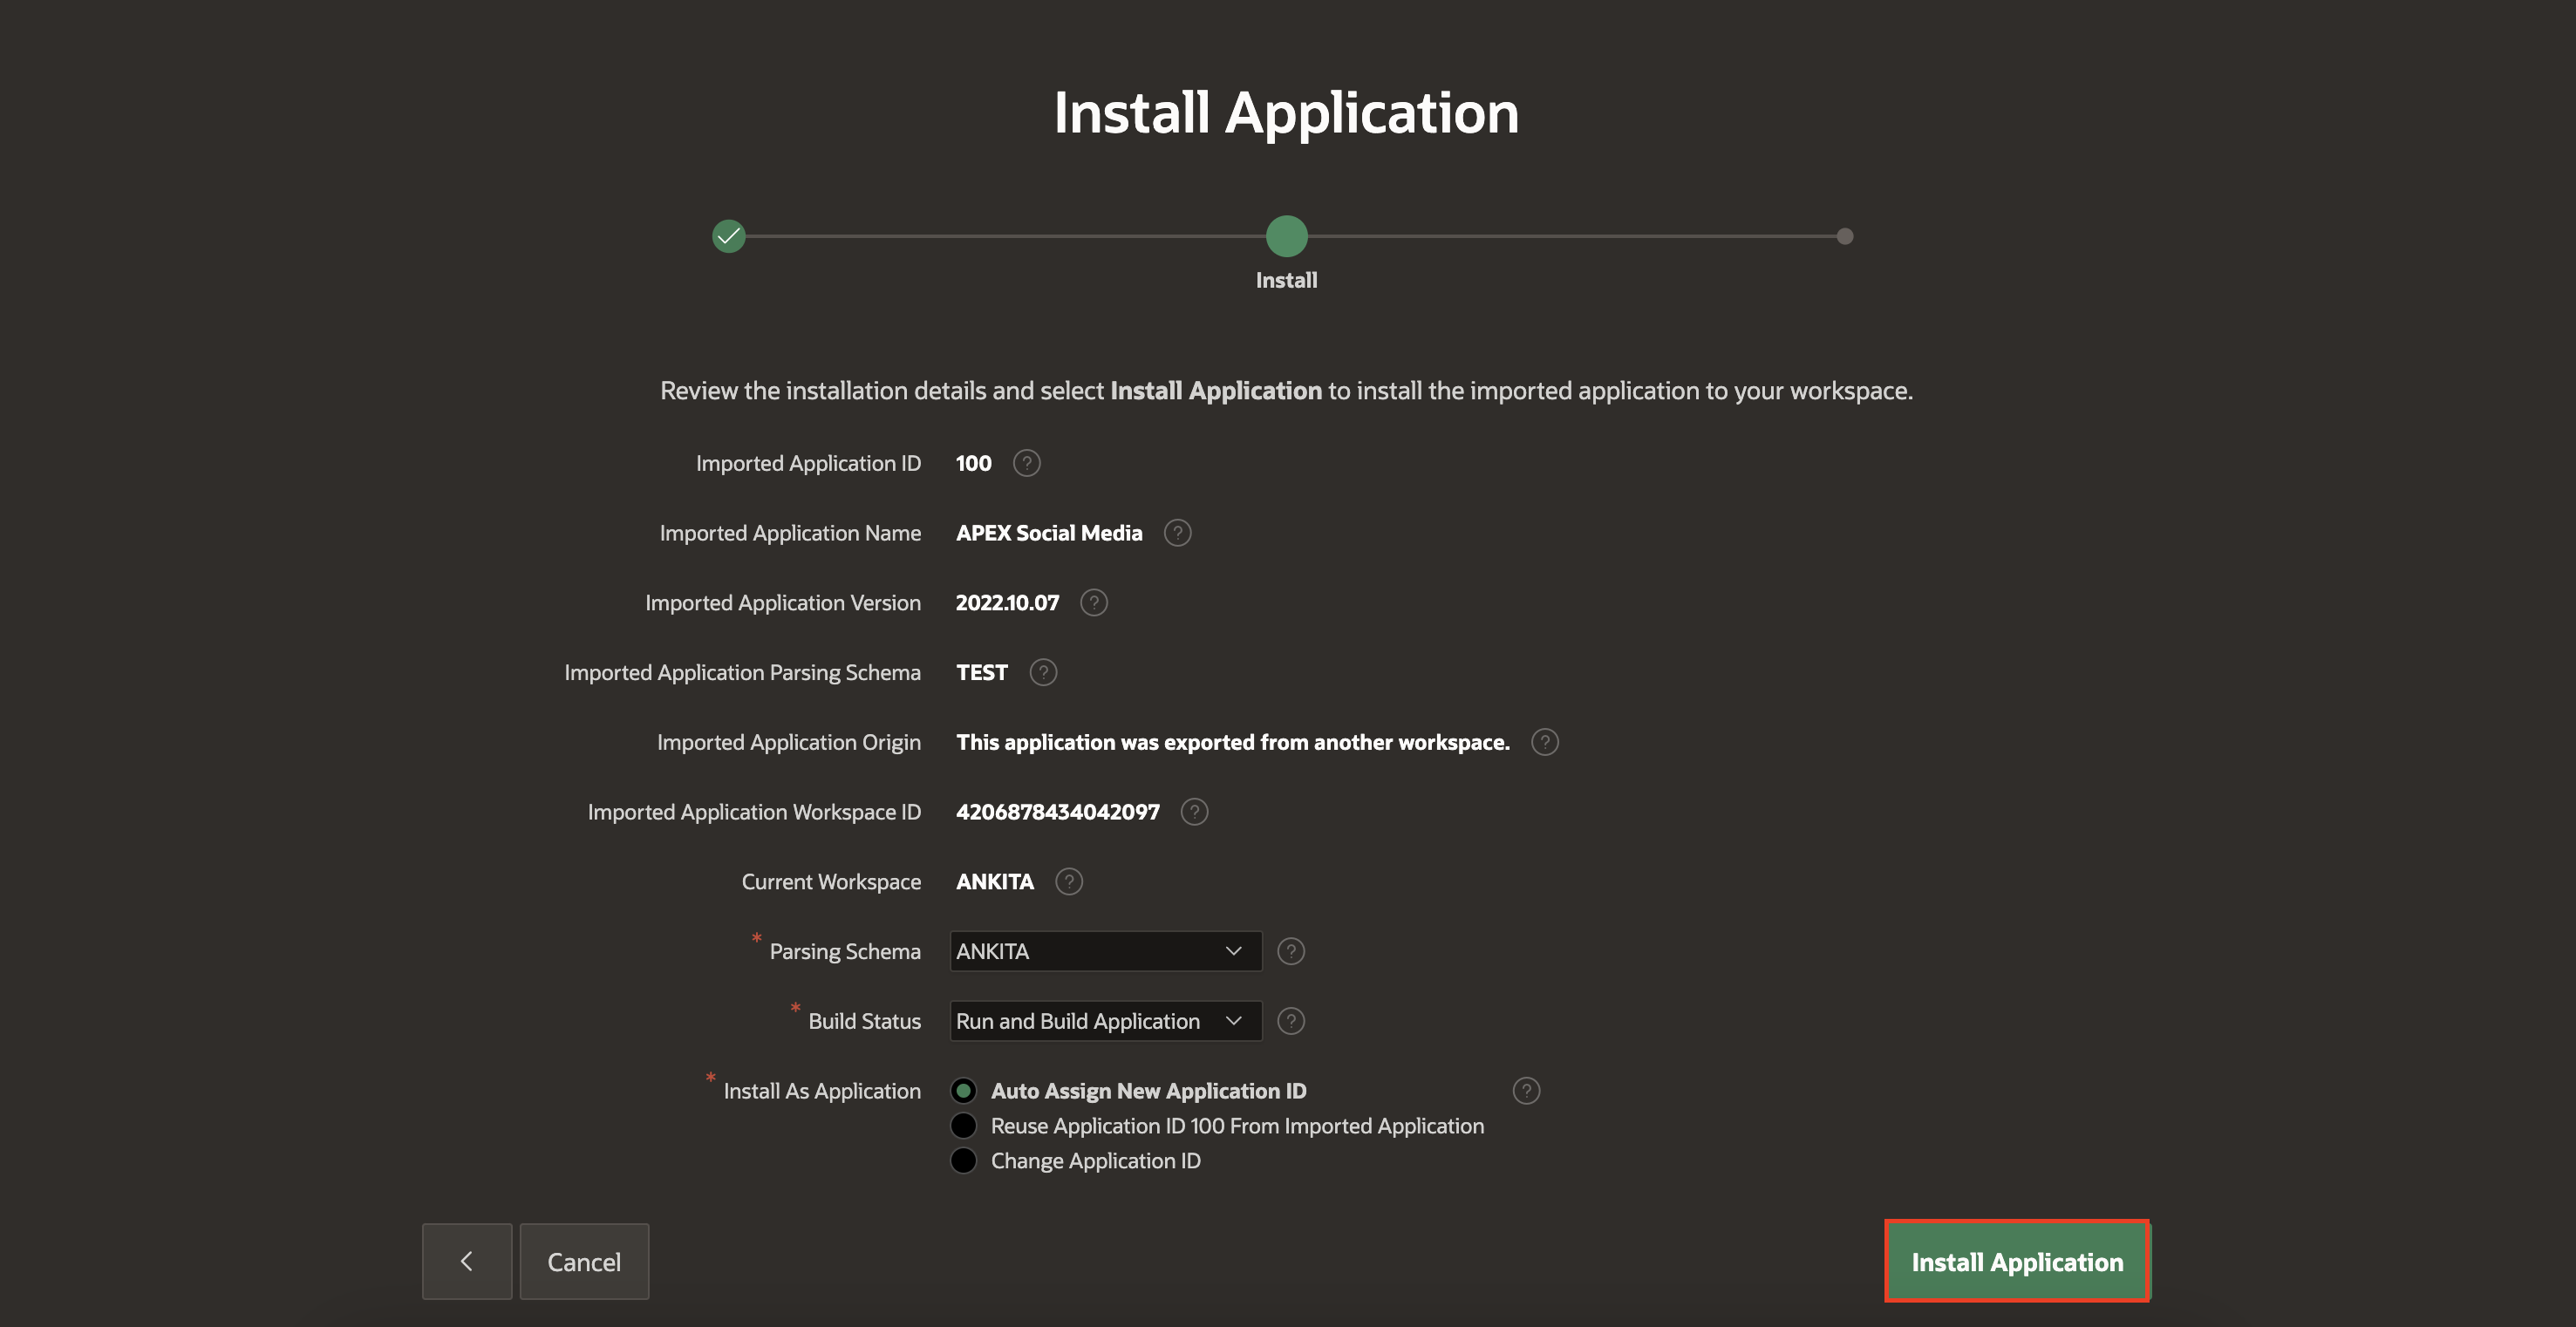 Install Application
Install
Review the installation details and select Install Application to install the imported application to your workspace.
Imported Application ID 100 ?
Imported Application Name APEX Social Media ?
Imported Application Version 2022.10.07 ?
Imported Application Parsing Schema TEST ?
Imported Application Origin This application was exported from another workspace. ?
Imported Application Workspace ID 4206878434042097 ?
Current Workspace ANKITA ?
* Parsing Schema ANKITA ?
* Build Status Run and Build Application ?
* Install As Application Auto Assign New Application ID ?
Reuse Application ID 100 From Imported Application
Change Application ID
Cancel Install Application